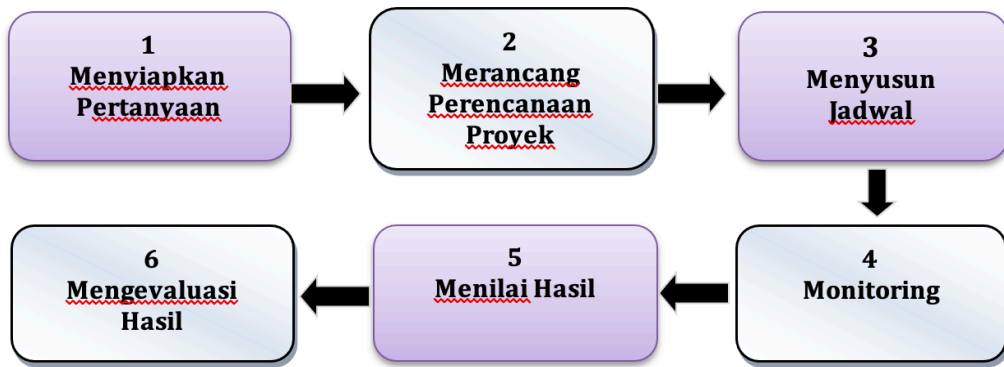 1
Menyiapkan
Pertanyaan
2
Merancang
Perencanaan
Proyek
3
Menyusun
Jadwal
4
Monitoring
5
Menilai Hasil
6
Mengevaluasi
Hasil